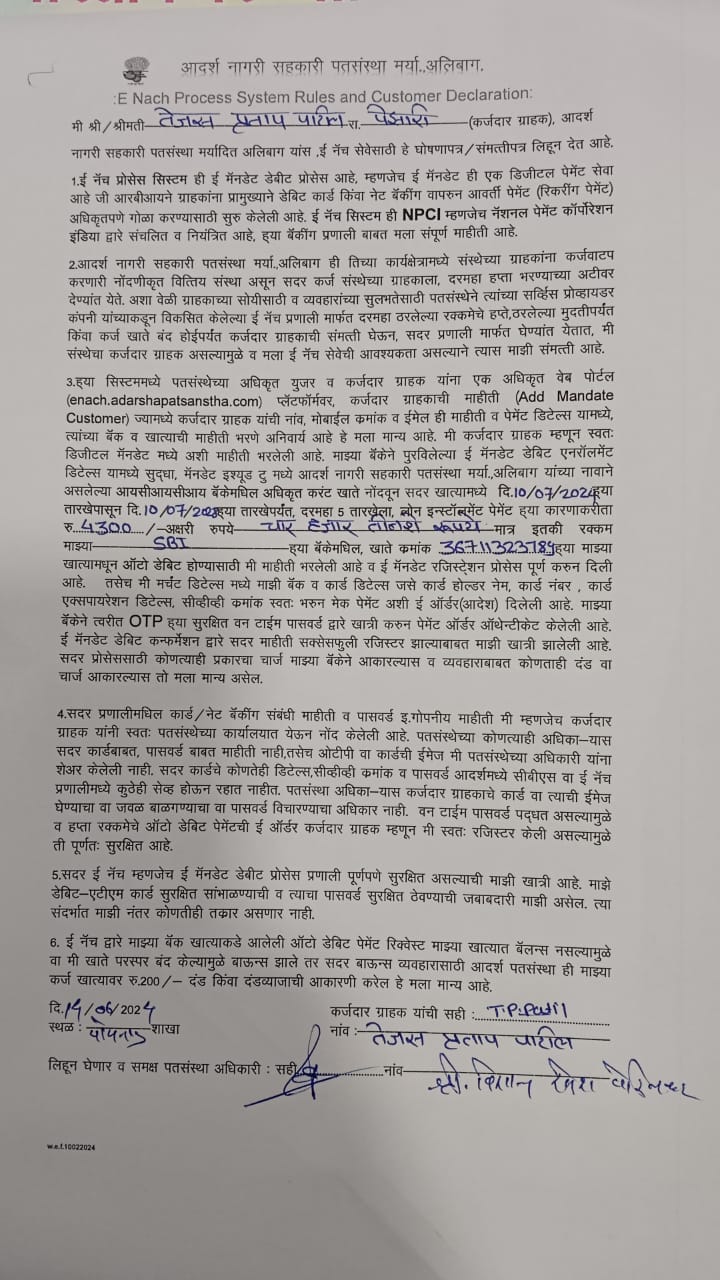 आदर्श नागरी सहकारी पतसंस्था मर्या.,अलिबाग.
:E Nach Process System Rules and Customer Declaration:
मी श्री/श्रीमती तेजस प्रताप पाटील रा. पेझारी (कर्जदार ग्राहक), आदर्श
नागरी सहकारी पतसंस्था मर्यादित अलिबाग यांस ,ई नॅच सेवेसाठी हे घोषणापत्र/संमत्तीपत्र लिहून देत आहे.
1.ई नॅच प्रोसेस सिस्टम ही ई मॅनडेट डेबीट प्रोसेस आहे, म्हणजेच ई मॅनडेट ही एक डिजीटल पेमेंट सेवा
आहे जी आरबीआयने ग्राहकांना प्रामुख्याने डेबिट कार्ड किंवा नेट बँकींग वापरुन आवर्ती पेमेंट (रिकरींग पेमेंट)
अधिकृतपणे गोळा करण्यासाठी सुरु केलेली आहे. ई नॅच सिस्टम ही NPCI म्हणजेच नॅशनल पेमेंट कॉर्पोरेशन
इंडिया द्वारे संचलित व नियंत्रित आहे, ह्या बँकींग प्रणाली बाबत मला संपूर्ण माहीती आहे.
2.आदर्श नागरी सहकारी पतसंस्था मर्या.,अलिबाग ही तिच्या कार्यक्षेत्रामध्ये संस्थेच्या ग्राहकांना कर्जवाटप
करणारी नोंदणीकृत वित्तिय संस्था असून सदर कर्ज संस्थेच्या ग्राहकाला, दरमहा हप्ता भरण्याच्या अटीवर
देण्यांत येते. अशा वेळी ग्राहकाच्या सोयीसाठी व व्यवहारांच्या सुलभतेसाठी पतसंस्थेने त्यांच्या सर्व्हिस प्रोव्हायडर
कंपनी यांच्याकडून विकसित केलेल्या ई नॅच प्रणाली मार्फत दरमहा ठरलेल्या रक्कमेचे हप्ते,ठरलेल्या मुदतीपर्यंत
किंवा कर्ज खाते बंद होईपर्यंत कर्जदार ग्राहकाची संमत्ती घेऊन, सदर प्रणाली मार्फत घेण्यांत येतात, मी
संस्थेचा कर्जदार ग्राहक असल्यामुळे व मला ई नॅच सेवेची आवश्यकता असल्याने त्यास माझी संमत्ती आहे.
3.ह्या सिस्टममध्ये पतसंस्थेच्या अधिकृत युजर व कर्जदार ग्राहक यांना एक अधिकृत वेब पोर्टल
(enach.adarshapatsanstha.com) प्लॅटफॉर्मवर, कर्जदार ग्राहकाची माहीती (Add Mandate
Customer) ज्यामध्ये कर्जदार ग्राहक यांची नांव, मोबाईल क्रमांक व ईमेल ही माहीती व पेमेंट डिटेल्स यामध्ये,
त्यांच्या बँक व खात्याची माहीती भरणे अनिवार्य आहे हे मला मान्य आहे. मी कर्जदार ग्राहक म्हणून स्वतः
डिजीटल मॅनडेट मध्ये अशी माहीती भरलेली आहे. माझ्या बँकेने पुरविलेल्या ई मॅनडेट डेबिट एनरॉलमेंट
डिटेल्स यामध्ये सुद्घा, मॅनडेट इश्यूड टु मध्ये आदर्श नागरी सहकारी पतसंस्था मर्या.,अलिबाग यांच्या नावाने
असलेल्या आयसीआयसीआय बँकेमधिल अधिकृत करंट खाते नोंदवून सदर खात्यामध्ये दि.10/07/2024ह्या
तारखेपासून दि.10/07/2028ह्या तारखेपर्यंत, दरमहा 5 तारखेला, लोन इन्स्टॉलमेंट पेमेंट ह्या कारणाकरीता
रु.4300/–अक्षरी रुपये– चार हजार तीनशे रूपये मात्र इतकी रक्कम
माझ्या SBI ह्या बँकेमधिल, खाते क्रमांक 36711323789ह्या माझ्या
खात्यामधून ऑटो डेबिट होण्यासाठी मी माहीती भरलेली आहे व ई मॅनडेट रजिस्ट्रेशन प्रोसेस पूर्ण करुन दिली
आहे. तसेच मी मर्चंट डिटेल्स मध्ये माझी बँक व कार्ड डिटेल्स जसे कार्ड होल्डर नेम, कार्ड नंबर , कार्ड
एक्सपायरेशन डिटेल्स, सीव्हीव्ही क्रमांक स्वतः भरुन मेक पेमेंट अशी ई ऑर्डर(आदेश) दिलेली आहे. माझ्या
बँकेने त्वरीत OTP ह्या सुरक्षित वन टाईम पासवार्ड द्वारे खात्री करुन पेमेंट ऑर्डर ऑथेन्टीकेट केलेली आहे.
ई मॅनडेट डेबिट कन्फर्मेशन द्वारे सदर माहीती सक्सेसफुली रजिस्टर झाल्याबाबत माझी खात्री झालेली आहे.
सदर प्रोसेससाठी कोणत्याही प्रकारचा चार्ज माझ्या बँकेने आकारल्यास व व्यवहाराबाबत कोणताही दंड वा
चार्ज आकारल्यास तो मला मान्य असेल.
4.सदर प्रणालीमधिल कार्ड/नेट बँकींग संबंधी माहीती व पासवर्ड इ.गोपनीय माहीती मी म्हणजेच कर्जदार
ग्राहक यांनी स्वतः पतसंस्थेच्या कार्यालयात येऊन नोंद केलेली आहे. पतसंस्थेच्या कोणत्याही अधिका–यास
सदर कार्डबाबत, पासवार्ड बाबत माहीती नाही,तसेच ओटीपी वा कार्डची ईमेज मी पतसंस्थेच्या अधिकारी यांना
शेअर केलेली नाही. सदर कार्डचे कोणतेही डिटेल्स,सीव्हीव्ही क्रमांक व पासवार्ड आदर्शमध्ये सीबीएस वा ई नॅच
प्रणालीमध्ये कुठेही सेव्ह होऊन रहात नाहीत. पतसंस्था अधिका–यास कर्जदार ग्राहकाचे कार्ड वा त्याची ईमेज
घेण्याचा वा जवळ बाळगण्याचा वा पासवर्ड विचारण्याचा अधिकार नाही. वन टाईम पासवर्ड पद्घत असल्यामुळे
व हप्ता रक्कमेचे ऑटो डेबिट पेमेंटची ई ऑर्डर कर्जदार ग्राहक म्हणून मी स्वतः रजिस्टर केली असल्यामुळे
ती पूर्णतः सुरक्षित आहे.
5.सदर ई नॅच म्हणजेच ई मॅनडेट डेबीट प्रोसेस प्रणाली पूर्णपणे सुरक्षित असल्याची माझी खात्री आहे. माझे
डेबिट–एटीएम कार्ड सुरक्षित सांभाळण्याची व त्याचा पासवर्ड सुरक्षित ठेवण्याची जबाबदारी माझी असेल. त्या
संदर्भात माझी नंतर कोणतीही तक्रार असणार नाही.
6. ई नॅच द्वारे माझ्या बँक खात्याकडे आलेली ऑटो डेबिट पेमेंट रिक्वेस्ट माझ्या खात्यात बॅलन्स नसल्यामुळे
वा मी खाते परस्पर बंद केल्यामुळे बाऊन्स झाले तर सदर बाऊन्स व्यवहारासाठी आदर्श पतसंस्था ही माझ्या
कर्ज खात्यावर रु.200/– दंड किंवा दंडव्याजाची आकारणी करेल हे मला मान्य आहे.
दि.14/06/2024 कर्जदार ग्राहक यांची सही : T.P.Patil
स्थळ : पोयनाड शाखा नांव : तेजस प्रताप पाटील
लिहून घेणार व समक्ष पतसंस्था अधिकारी : सही नांव श्री.
w.e.f.10022024